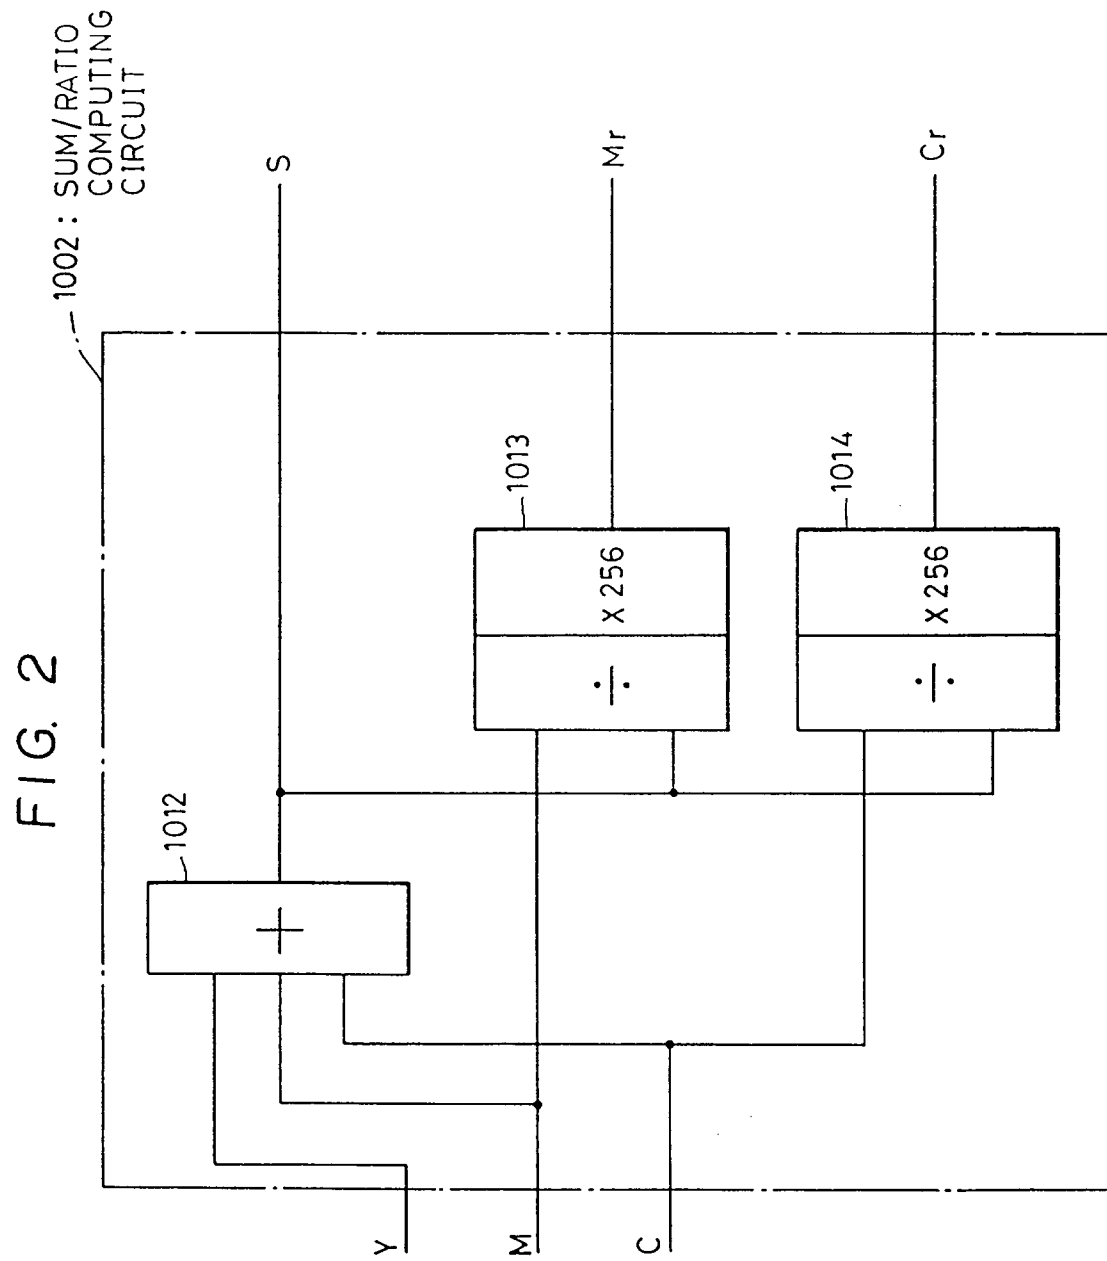 FIG. 2
1002 : SUM/RATIO
COMPUTING
CIRCUIT
Y
M
C
1012
+
S
1013
÷
X 256
Mr
1014
÷
X 256
Cr